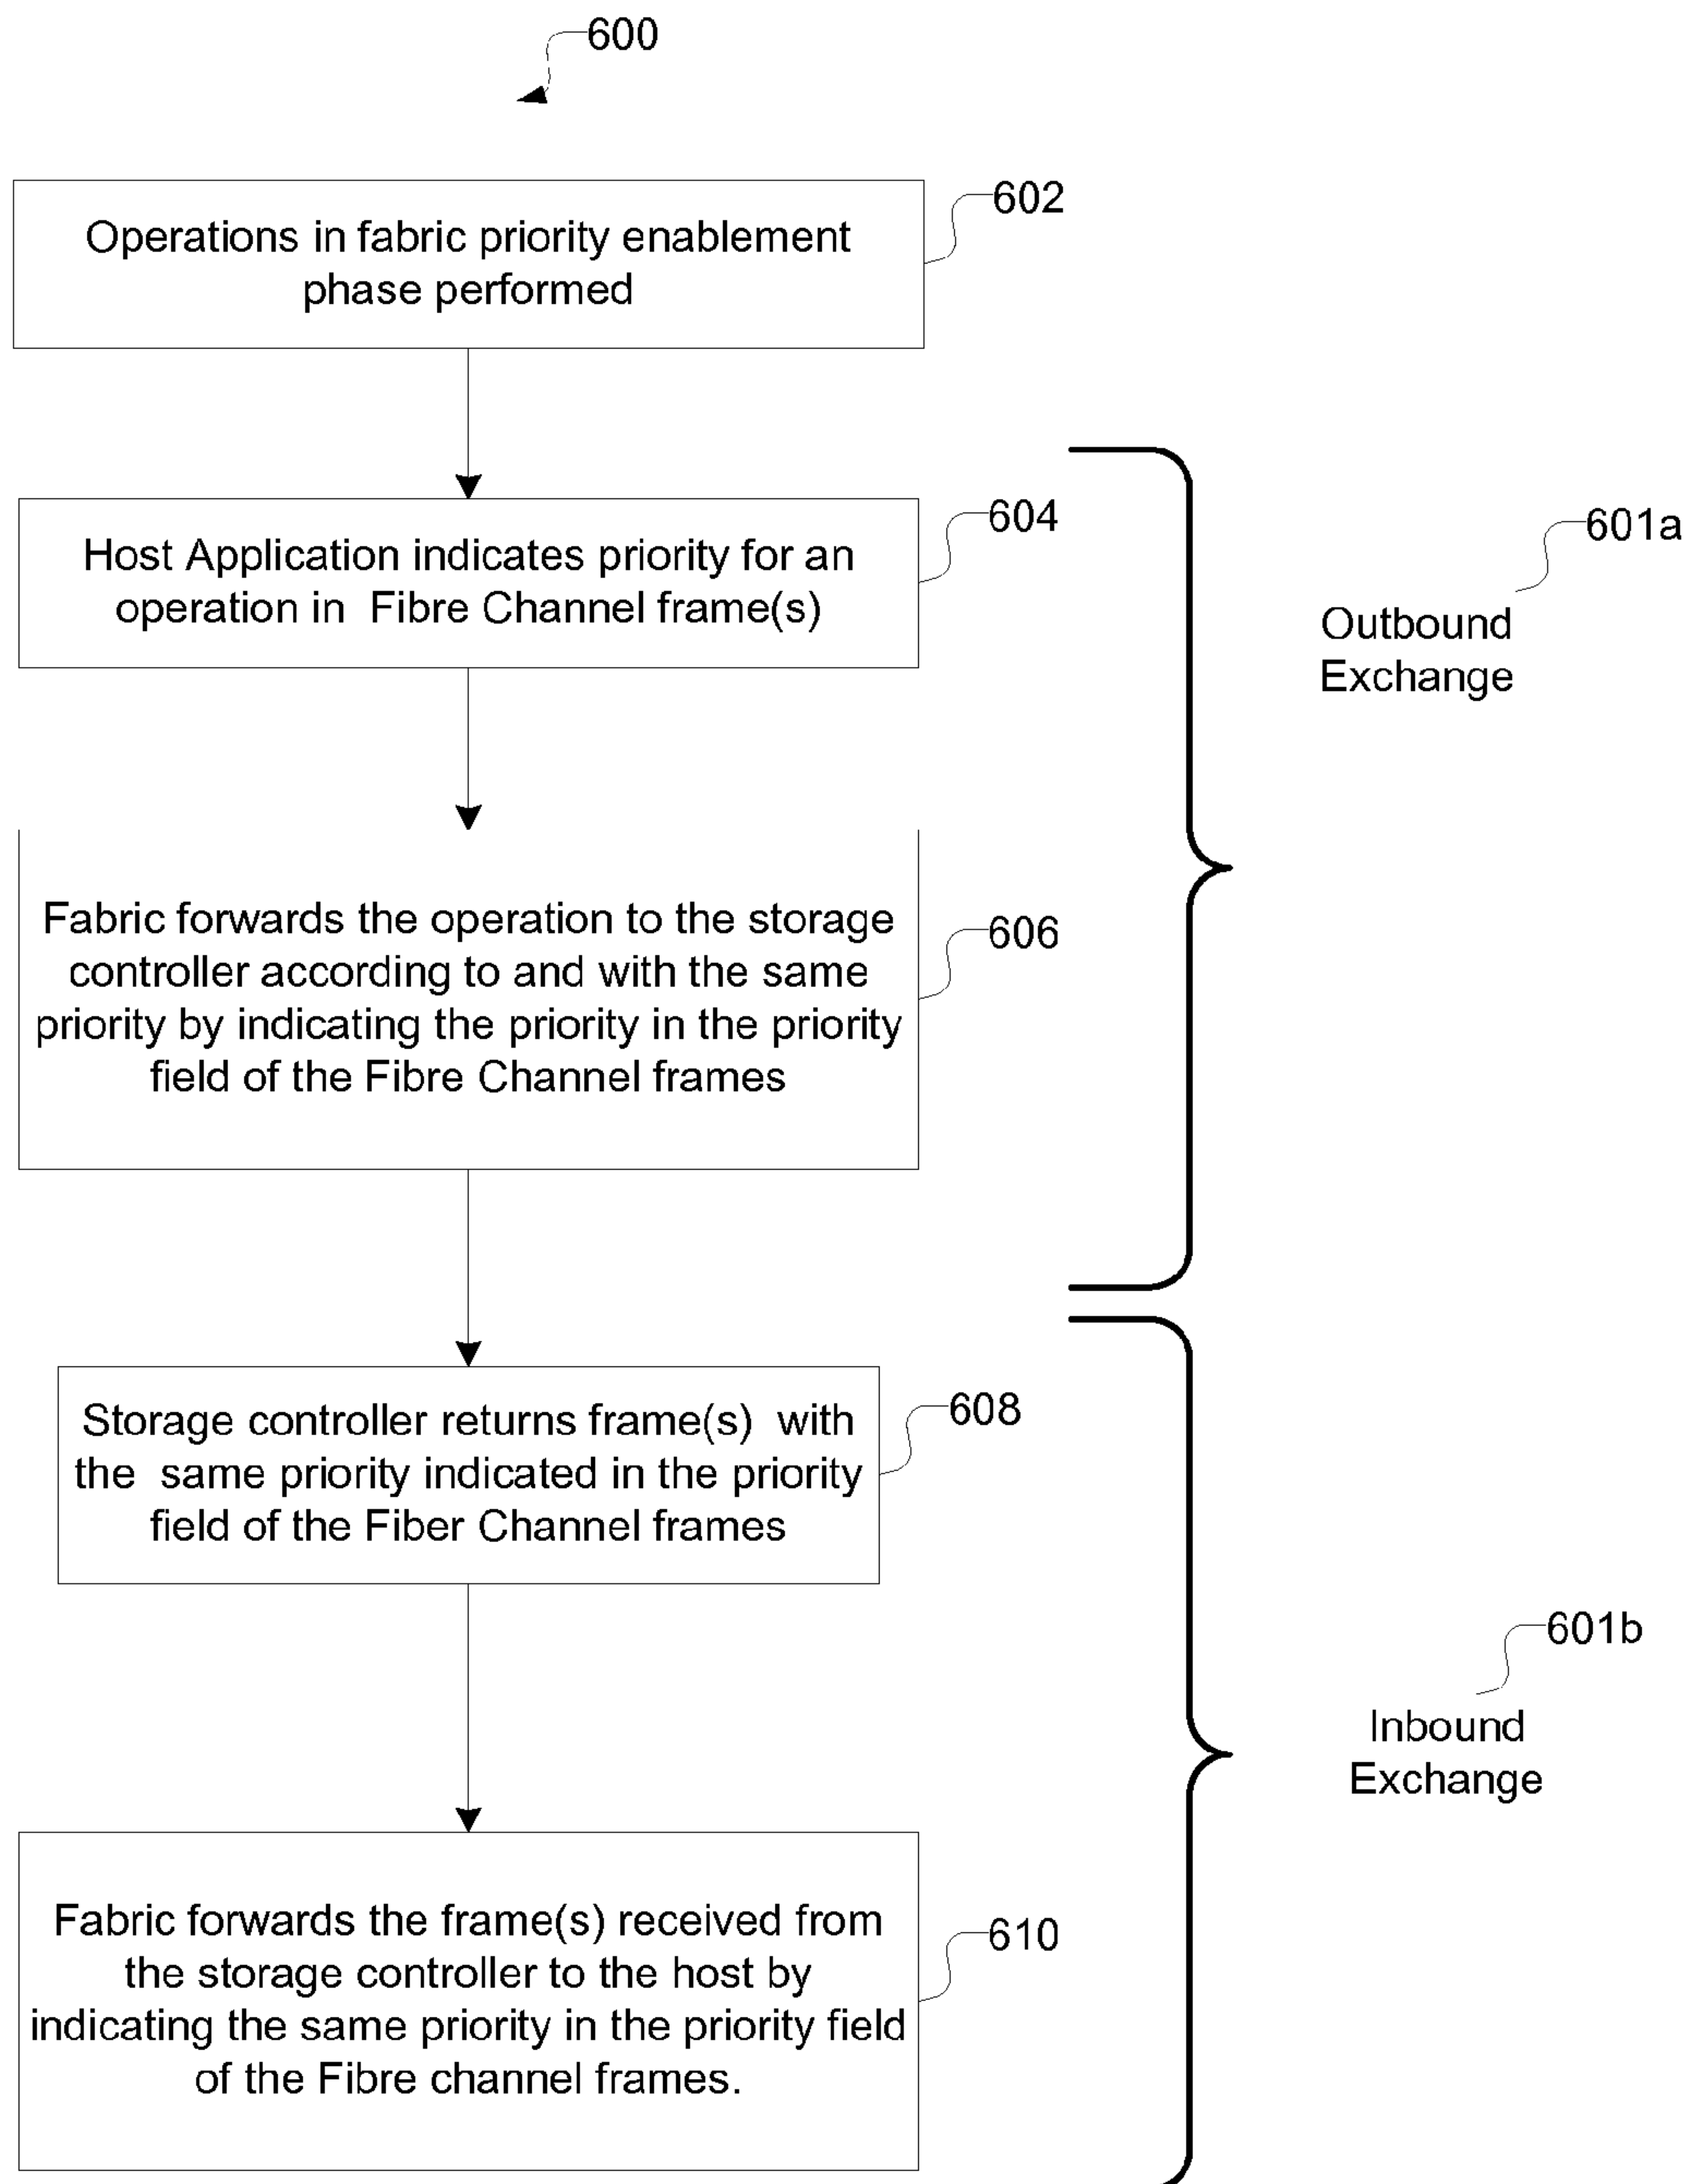 600
602
Operations in fabric priority enablement
phase performed
604
601a
Host Application indicates priority for an
operation in Fibre Channel frame(s)
Outbound
Exchange
606
Fabric forwards the operation to the storage
controller according to and with the same
priority by indicating the priority in the priority
field of the Fibre Channel frames
608
Storage controller returns frame(s) with
the same priority indicated in the priority
field of the Fiber Channel frames
601b
Inbound
Exchange
610
Fabric forwards the frame(s) received from
the storage controller to the host by
indicating the same priority in the priority field
of the Fibre channel frames.